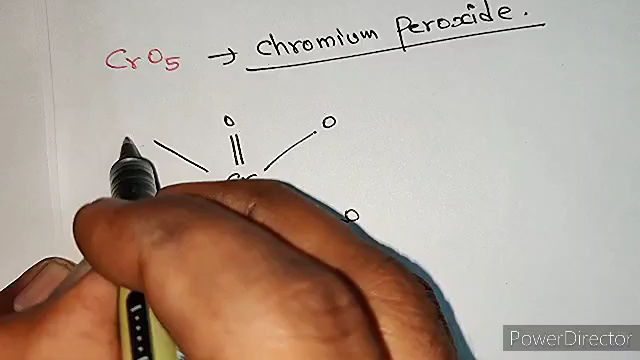 CrO5 → chromium peroxide.
O O
Cr
O
PowerDirector